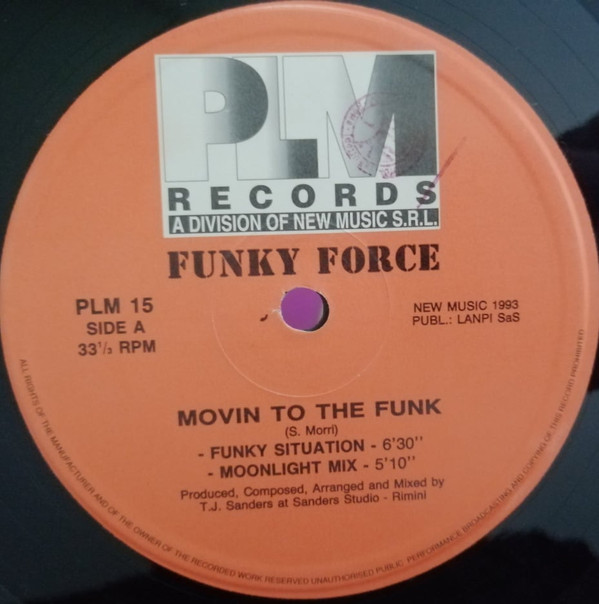 PLM
RECORDS
A DIVISION OF NEW MUSIC S.R.L.
FUNKY FORCE
PLM 15
SIDE A
33¹/₃ RPM
NEW MUSIC 1993
PUBL.: LANPI SaS
MOVIN TO THE FUNK
(S. Morri)
- FUNKY SITUATION - 6'30''
- MOONLIGHT MIX - 5'10''
Produced, Composed, Arranged and Mixed by
T.J. Sanders at Sanders Studio - Rimini
ALL RIGHTS OF THE MANUFACTURER AND OF THE OWNER OF THE RECORDED WORK RESERVED UNAUTHORISED PUBLIC PERFORMANCE BROADCASTING AND COPYING OF THIS RECORD PROHIBITED